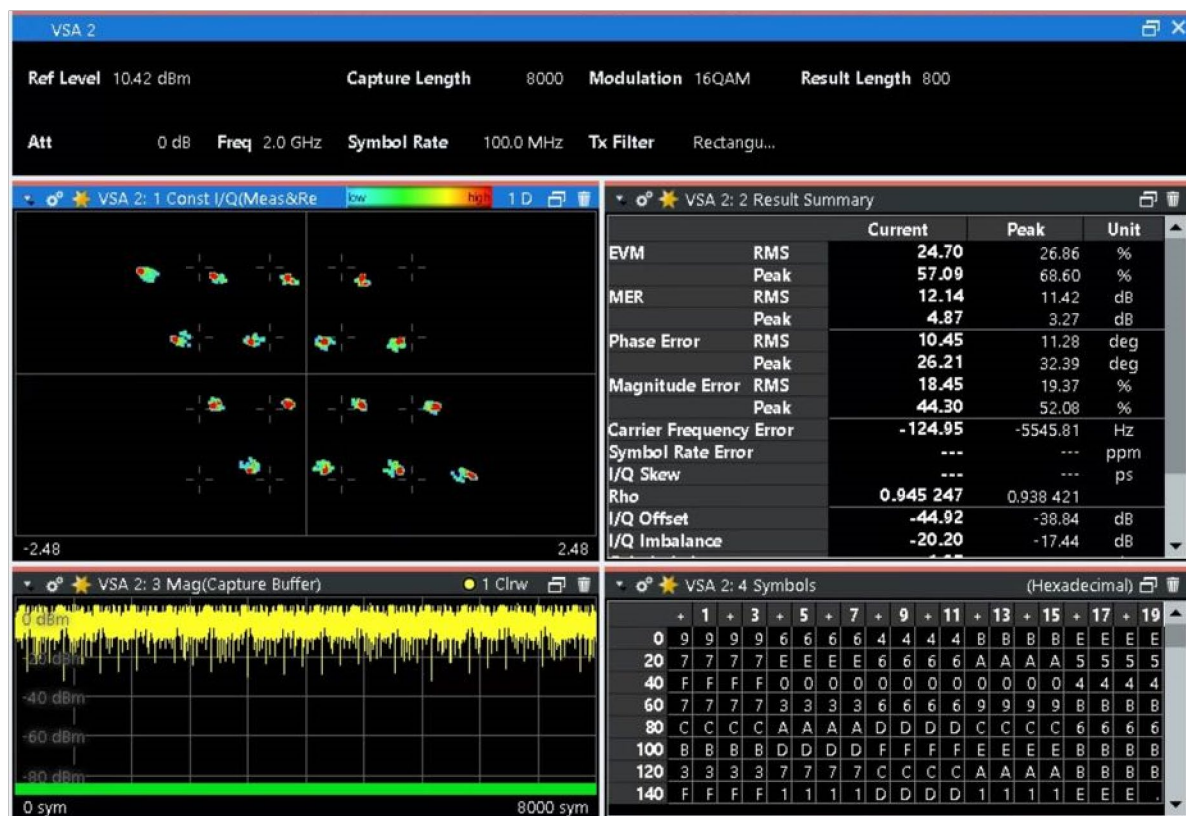 VSA 2
Ref Level 10.42 dBm Capture Length 8000 Modulation 16QAM Result Length 800
Att 0 dB Freq 2.0 GHz Symbol Rate 100.0 MHz Tx Filter Rectangu...
VSA 2: 1 Const I/Q(Meas&Re low high 1 D
-2.48 2.48
VSA 2: 2 Result Summary
Current Peak Unit
EVM RMS 24.70 26.86 %
Peak 57.09 68.60 %
MER RMS 12.14 11.42 dB
Peak 4.87 3.27 dB
Phase Error RMS 10.45 11.28 deg
Peak 26.21 32.39 deg
Magnitude Error RMS 18.45 19.37 %
Peak 44.30 52.08 %
Carrier Frequency Error -124.95 -5545.81 Hz
Symbol Rate Error --- --- ppm
I/Q Skew --- --- ps
Rho 0.945 247 0.938 421
I/Q Offset -44.92 -38.84 dB
I/Q Imbalance -20.20 -17.44 dB
VSA 2: 3 Mag(Capture Buffer) 1 Clrw
0 dBm
-20 dBm
-40 dBm
-60 dBm
-80 dBm
0 sym 8000 sym
VSA 2: 4 Symbols (Hexadecimal)
+ 1 + 3 + 5 + 7 + 9 + 11 + 13 + 15 + 17 + 19
0 9 9 9 9 6 6 6 6 4 4 4 4 B B B B E E E E
20 7 7 7 7 E E E E 6 6 6 6 A A A A 5 5 5 5
40 F F F F 0 0 0 0 0 0 0 0 0 0 0 0 4 4 4 4
60 7 7 7 7 3 3 3 3 6 6 6 6 9 9 9 9 B B B B
80 C C C C A A A A D D D D C C C C 6 6 6 6
100 B B B B D D D D F F F F E E E E B B B B
120 3 3 3 3 7 7 7 7 C C C C A A A A B B B B
140 F F F F 1 1 1 1 D D D D 1 1 1 1 E E E .